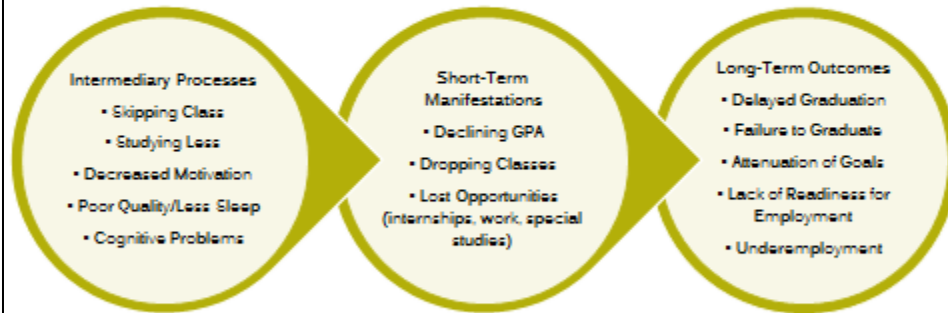 Intermediary Processes
• Skipping Class
• Studying Less
• Decreased Motivation
• Poor Quality/Less Sleep
• Cognitive Problems
Short-Term
Manifestations
• Declining GPA
• Dropping Classes
• Lost Opportunities
(internships, work, special
studies)
Long-Term Outcomes
• Delayed Graduation
• Failure to Graduate
• Attenuation of Goals
• Lack of Readiness for
Employment
• Underemployment